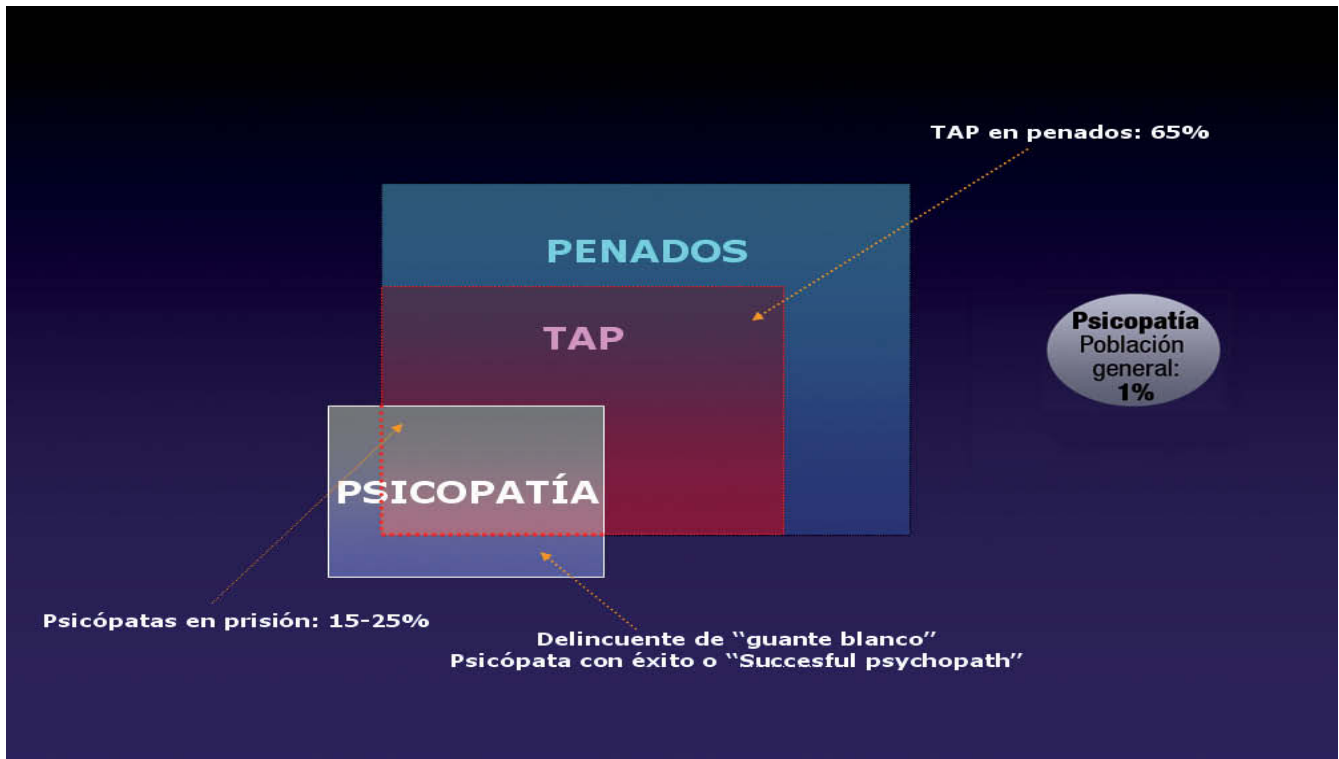 TAP en penados: 65%
PENADOS
Psicopatía
Población
general:
1%
TAP
PSICOPATÍA
Psicópatas en prisión: 15-25%
Delincuente de “guante blanco”
Psicópata con éxito o “Succesful psychopath”